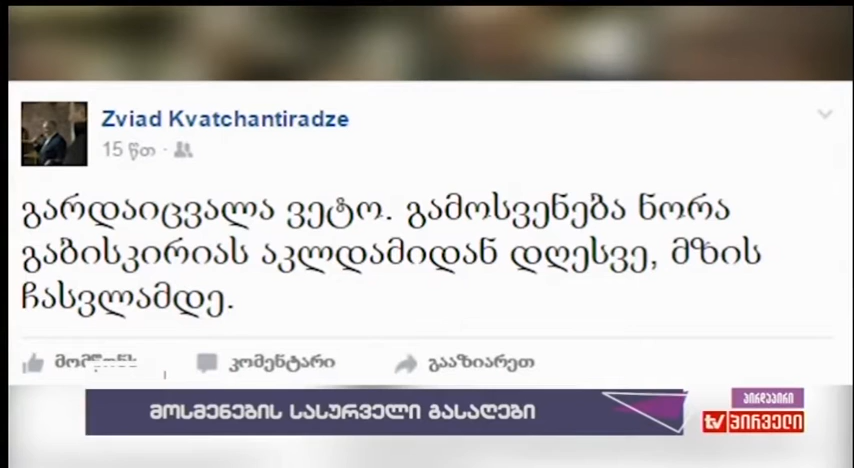 Zviad Kvatchantiradze
15 წთ ·
გარდაიცვალა ვეტო. გამოსვენება ნორა
გაბისკირიას აკლდამიდან დღესვე, მზის
ჩასვლამდე.
მომწონს კომენტარი გააზიარეთ
მოსმენების სასურველი გასაღები
პირდაპირი
tv პირველი